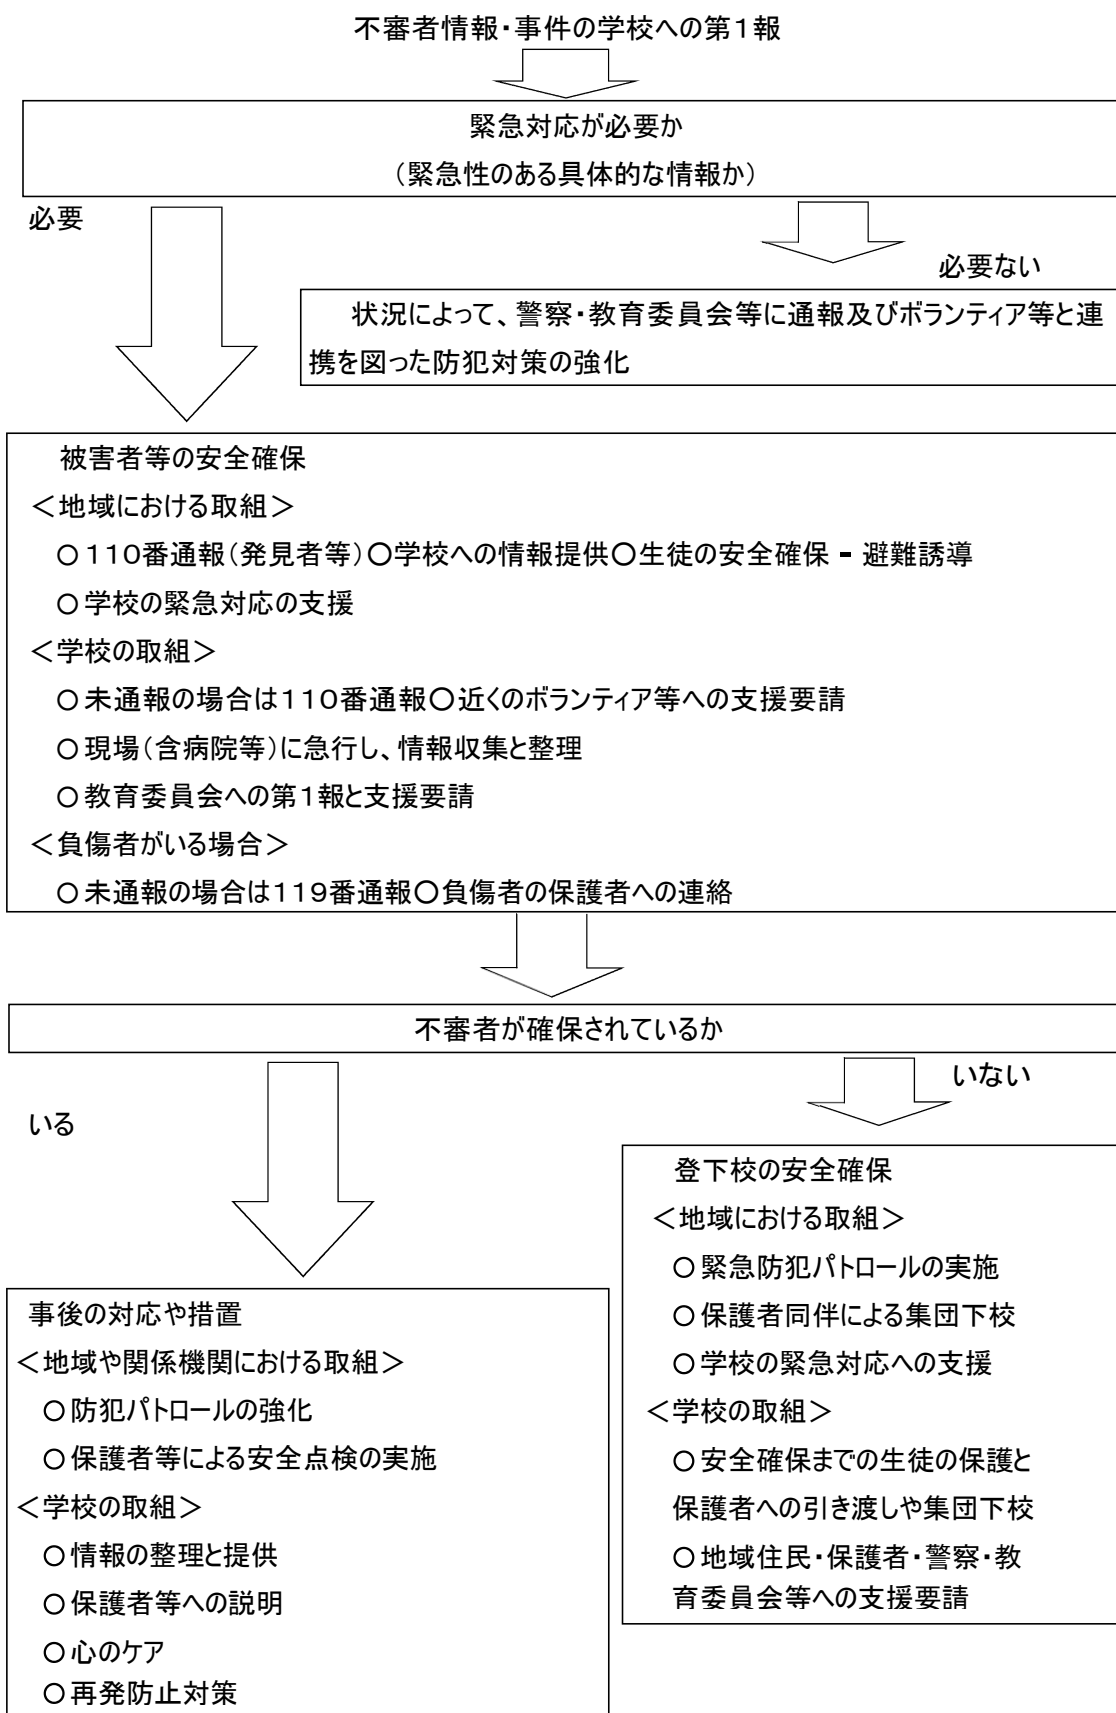 不審者情報・事件の学校への第1報
緊急対応が必要か
（緊急性のある具体的な情報か）
必要
必要ない
状況によって、警察・教育委員会等に通報及びボランティア等と連
携を図った防犯対策の強化
被害者等の安全確保
＜地域における取組＞
○110番通報（発見者等）○学校への情報提供○生徒の安全確保 － 避難誘導
○学校の緊急対応の支援
＜学校の取組＞
○未通報の場合は110番通報○近くのボランティア等への支援要請
○現場（含病院等）に急行し、情報収集と整理
○教育委員会への第1報と支援要請
＜負傷者がいる場合＞
○未通報の場合は119番通報○負傷者の保護者への連絡
不審者が確保されているか
いない
いる
登下校の安全確保
＜地域における取組＞
○緊急防犯パトロールの実施
○保護者同伴による集団下校
○学校の緊急対応への支援
＜学校の取組＞
○安全確保までの生徒の保護と
保護者への引き渡しや集団下校
○地域住民・保護者・警察・教
育委員会等への支援要請
事後の対応や措置
＜地域や関係機関における取組＞
○防犯パトロールの強化
○保護者等による安全点検の実施
＜学校の取組＞
○情報の整理と提供
○保護者等への説明
○心のケア
○再発防止対策